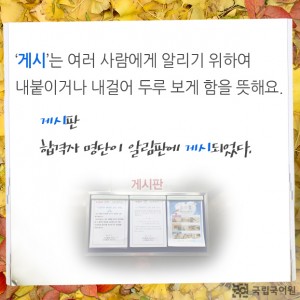 ‘게시’는 여러 사람에게 알리기 위하여
내붙이거나 내걸어 두루 보게 함을 뜻해요.
게시판
합격자 명단이 알림판에 게시되었다.
게시판
국립국어원